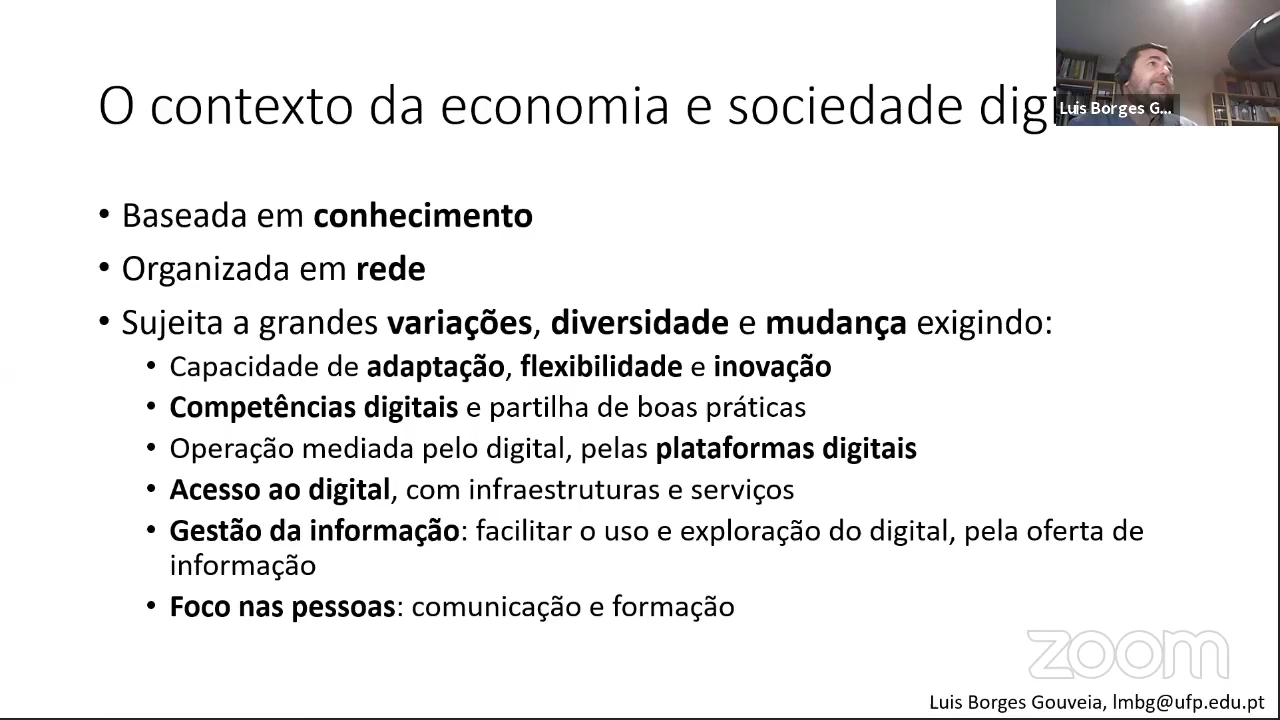 O contexto da economia e sociedade digi
Luis Borges G...
• Baseada em conhecimento
• Organizada em rede
• Sujeita a grandes variações, diversidade e mudança exigindo:
• Capacidade de adaptação, flexibilidade e inovação
• Competências digitais e partilha de boas práticas
• Operação mediada pelo digital, pelas plataformas digitais
• Acesso ao digital, com infraestruturas e serviços
• Gestão da informação: facilitar o uso e exploração do digital, pela oferta de
informação
• Foco nas pessoas: comunicação e formação
zoom
Luis Borges Gouveia, lmbg@ufp.edu.pt